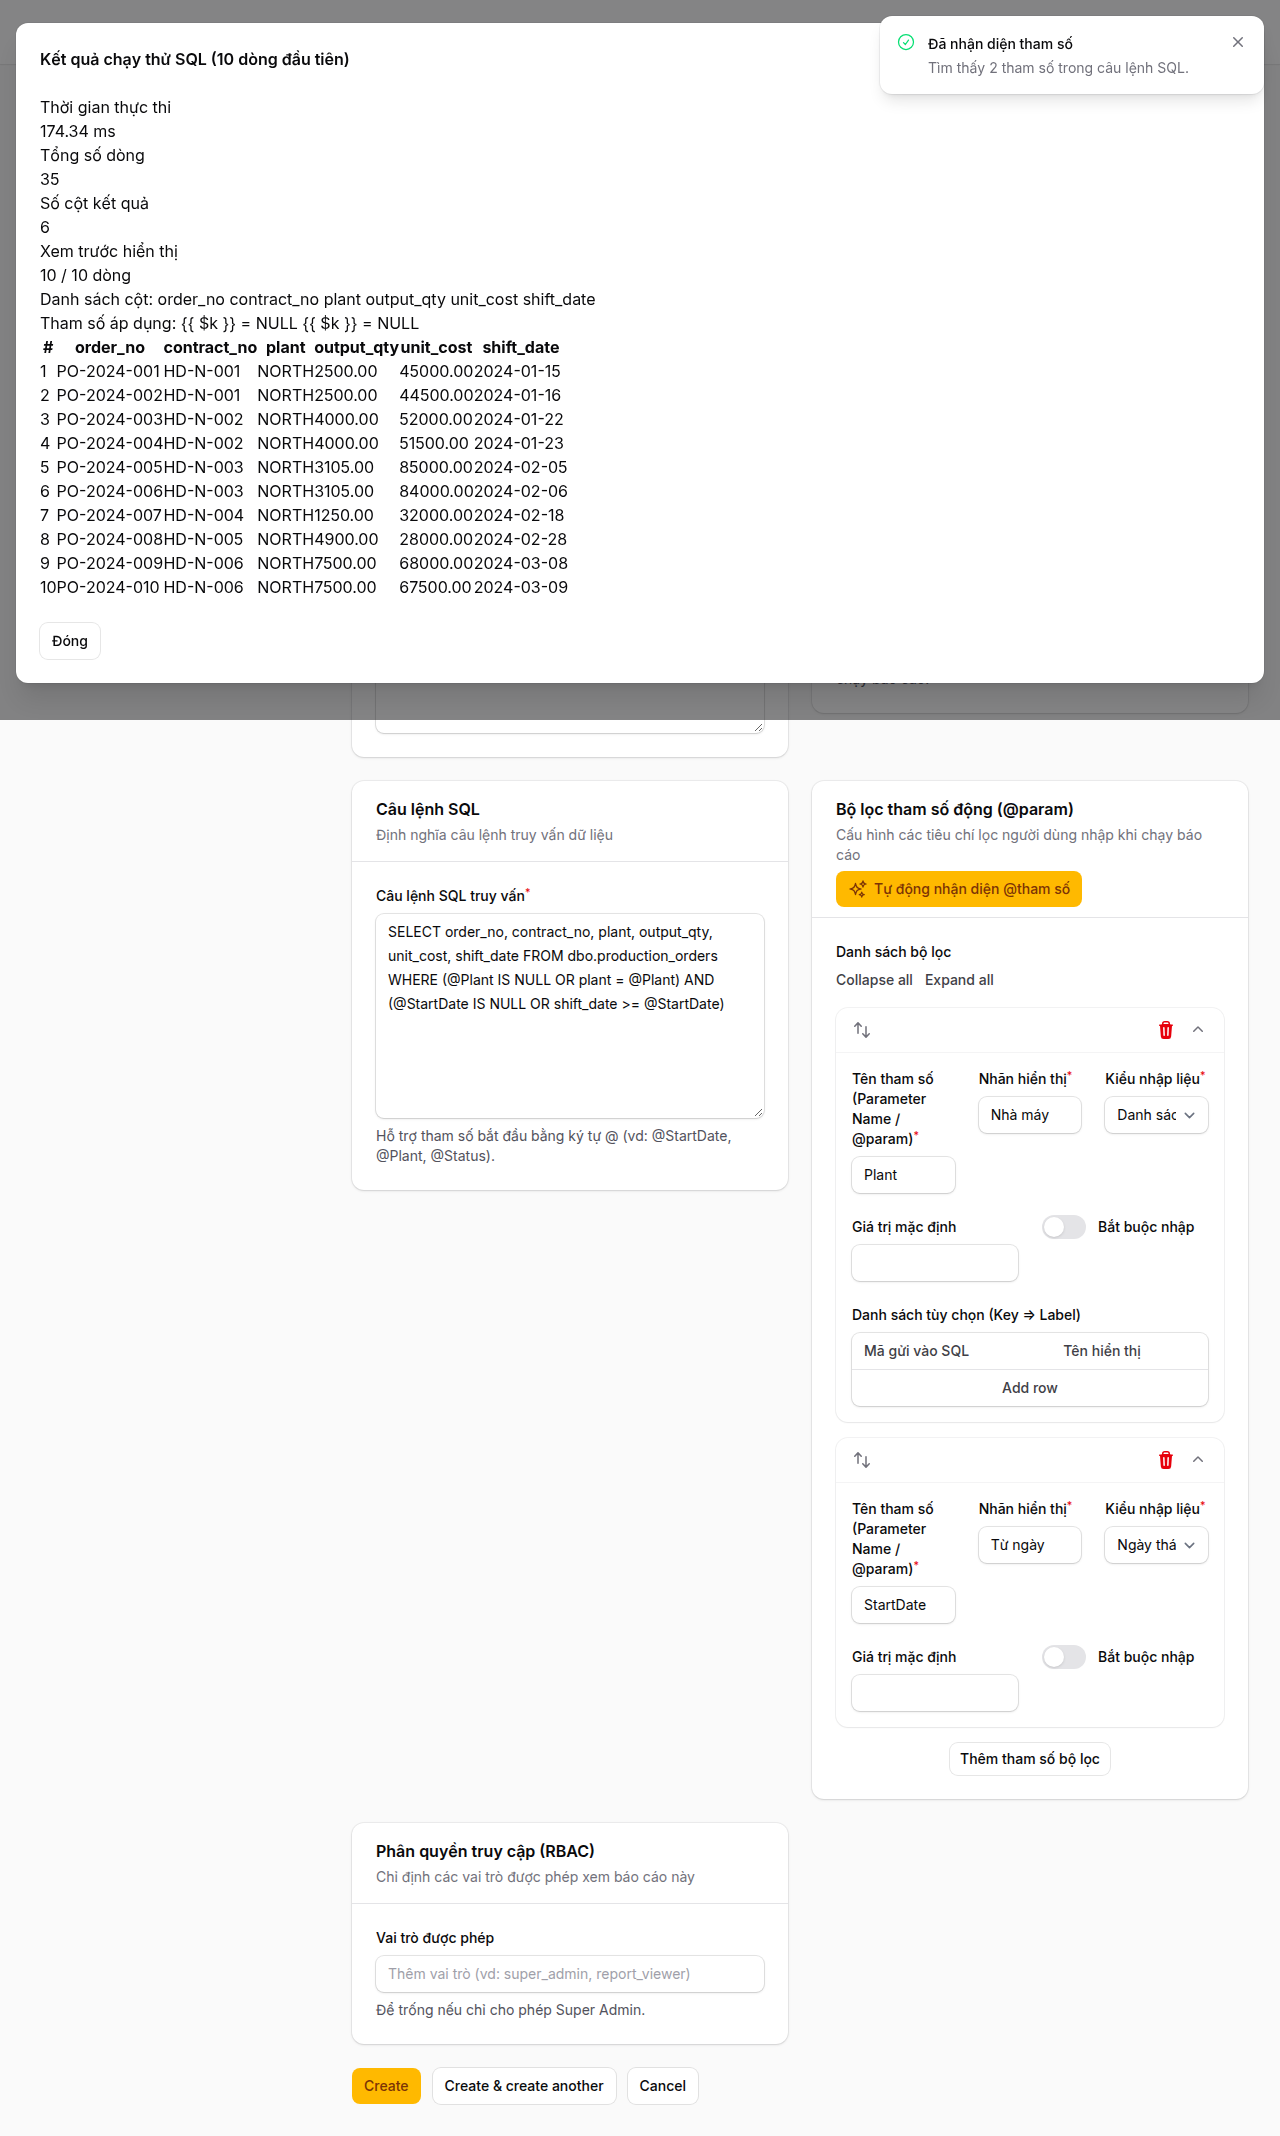 Kết quả chạy thử SQL (10 dòng đầu tiên)
Đã nhận diện tham số
Tìm thấy 2 tham số trong câu lệnh SQL.
Thời gian thực thi
174.34 ms
Tổng số dòng
35
Số cột kết quả
6
Xem trước hiển thị
10 / 10 dòng
Danh sách cột: order_no contract_no plant output_qty unit_cost shift_date
Tham số áp dụng: {{ $k }} = NULL {{ $k }} = NULL
# order_no contract_no plant output_qty unit_cost shift_date
1 PO-2024-001 HD-N-001 NORTH 2500.00 45000.00 2024-01-15
2 PO-2024-002 HD-N-001 NORTH 2500.00 44500.00 2024-01-16
3 PO-2024-003 HD-N-002 NORTH 4000.00 52000.00 2024-01-22
4 PO-2024-004 HD-N-002 NORTH 4000.00 51500.00 2024-01-23
5 PO-2024-005 HD-N-003 NORTH 3105.00 85000.00 2024-02-05
6 PO-2024-006 HD-N-003 NORTH 3105.00 84000.00 2024-02-06
7 PO-2024-007 HD-N-004 NORTH 1250.00 32000.00 2024-02-18
8 PO-2024-008 HD-N-005 NORTH 4900.00 28000.00 2024-02-28
9 PO-2024-009 HD-N-006 NORTH 7500.00 68000.00 2024-03-08
10 PO-2024-010 HD-N-006 NORTH 7500.00 67500.00 2024-03-09
Đóng
Câu lệnh SQL
Định nghĩa câu lệnh truy vấn dữ liệu
Câu lệnh SQL truy vấn*
SELECT order_no, contract_no, plant, output_qty,
unit_cost, shift_date FROM dbo.production_orders
WHERE (@Plant IS NULL OR plant = @Plant) AND
(@StartDate IS NULL OR shift_date >= @StartDate)
Hỗ trợ tham số bắt đầu bằng ký tự @ (vd: @StartDate,
@Plant, @Status).
Bộ lọc tham số động (@param)
Cấu hình các tiêu chí lọc người dùng nhập khi chạy báo
cáo
Tự động nhận diện @tham số
Danh sách bộ lọc
Collapse all Expand all
Tên tham số
(Parameter
Name /
@param)*
Plant
Nhãn hiển thị*
Nhà máy
Kiểu nhập liệu*
Danh sác
Giá trị mặc định
Bắt buộc nhập
Danh sách tùy chọn (Key => Label)
Mã gửi vào SQL Tên hiển thị
Add row
Tên tham số
(Parameter
Name /
@param)*
StartDate
Nhãn hiển thị*
Từ ngày
Kiểu nhập liệu*
Ngày thá
Giá trị mặc định
Bắt buộc nhập
Thêm tham số bộ lọc
Phân quyền truy cập (RBAC)
Chỉ định các vai trò được phép xem báo cáo này
Vai trò được phép
Thêm vai trò (vd: super_admin, report_viewer)
Để trống nếu chỉ cho phép Super Admin.
Create Create & create another Cancel